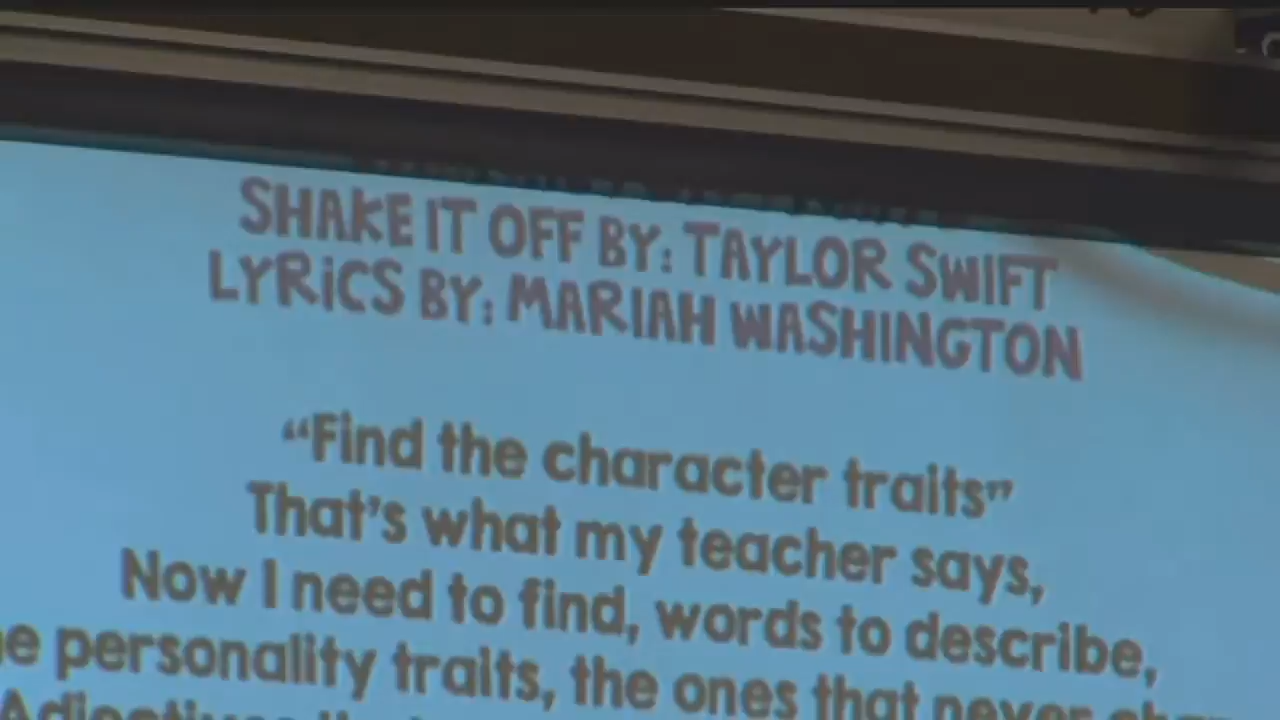 SHAKE IT OFF BY: TAYLOR SWIFT
LYRiCS BY: MARIAH WASHINGTON
“Find the character traits”
That's what my teacher says,
Now I need to find, words to describe,
personality traits, the ones that never